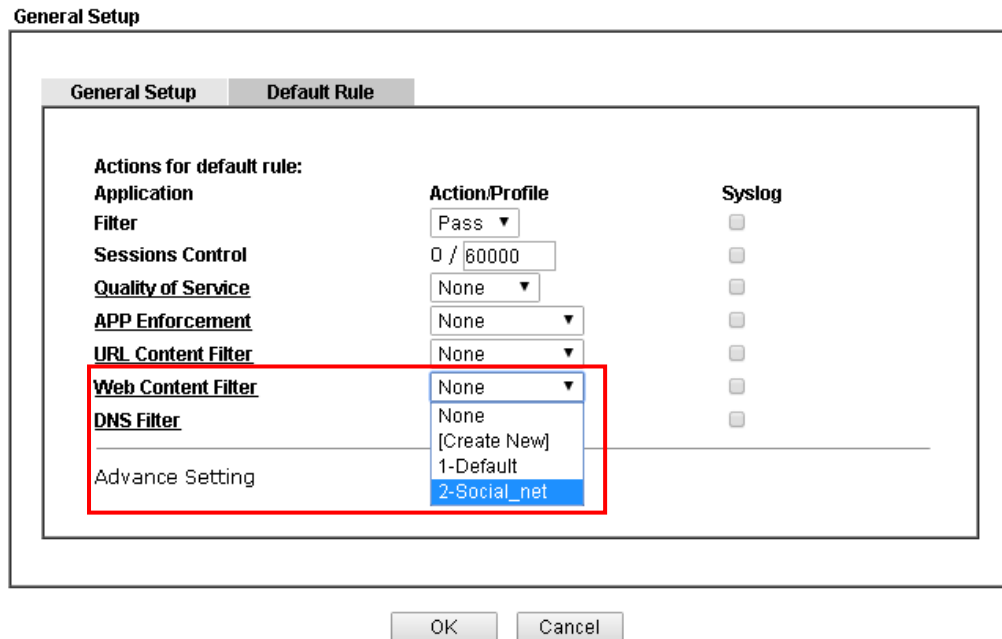 General Setup
General Setup Default Rule
Actions for default rule:
Application Action/Profile Syslog
Filter Pass
Sessions Control 0 / 60000
Quality of Service None
APP Enforcement None
URL Content Filter None
Web Content Filter None
DNS Filter None
[Create New]
1-Default
Advance Setting 2-Social_net
OK Cancel